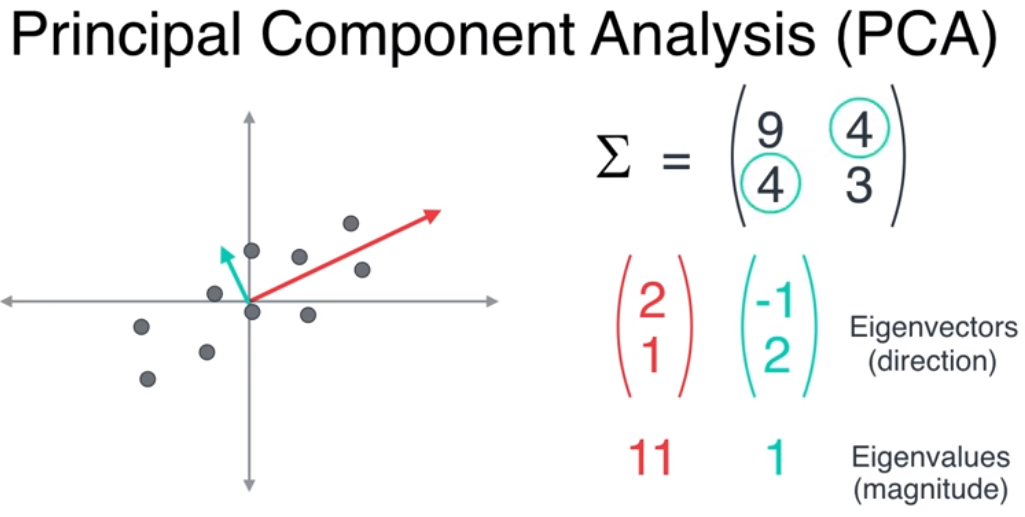 Principal Component Analysis (PCA)
Σ = 9 4
4 3
2 -1
1 2
Eigenvectors
(direction)
11 1
Eigenvalues
(magnitude)